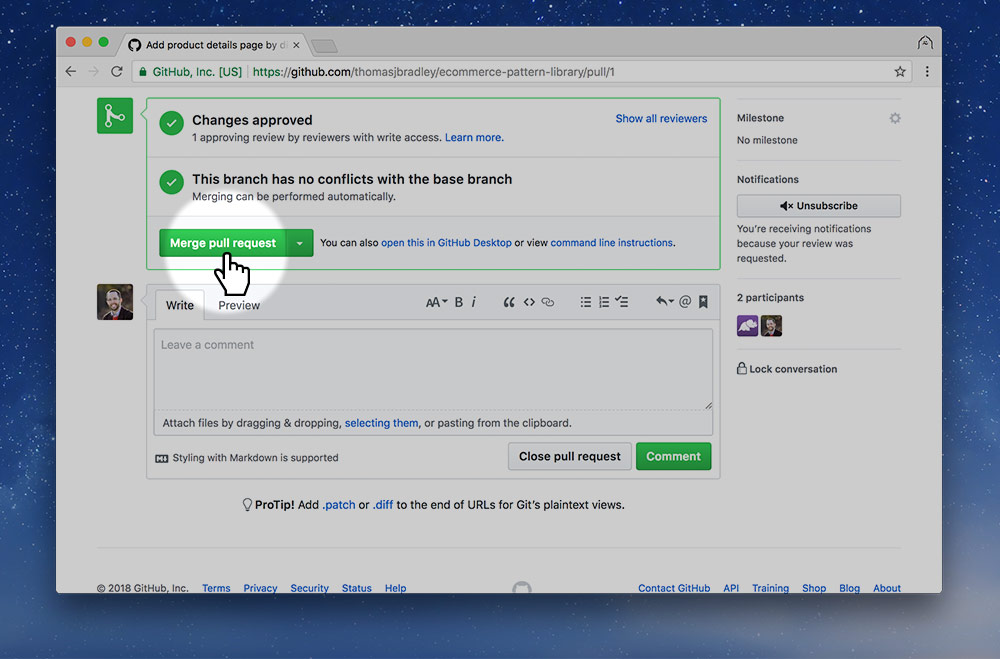 Add product details page by d
GitHub, Inc. [US]
https://github.com/thomasjbradley/ecommerce-pattern-library/pull/1
Changes approved
Show all reviewers
1 approving review by reviewers with write access. Learn more.
This branch has no conflicts with the base branch
Merging can be performed automatically.
Merge pull request
You can also open this in GitHub Desktop or view command line instructions.
Write
Preview
AA
B
i
@
Leave a comment
Attach files by dragging & dropping, selecting them, or pasting from the clipboard.
Styling with Markdown is supported
Close pull request
Comment
ProTip! Add .patch or .diff to the end of URLs for Git’s plaintext views.
Milestone
No milestone
Notifications
Unsubscribe
You’re receiving notifications
because your review was
requested.
2 participants
Lock conversation
© 2018 GitHub, Inc.
Terms
Privacy
Security
Status
Help
Contact GitHub
API
Training
Shop
Blog
About